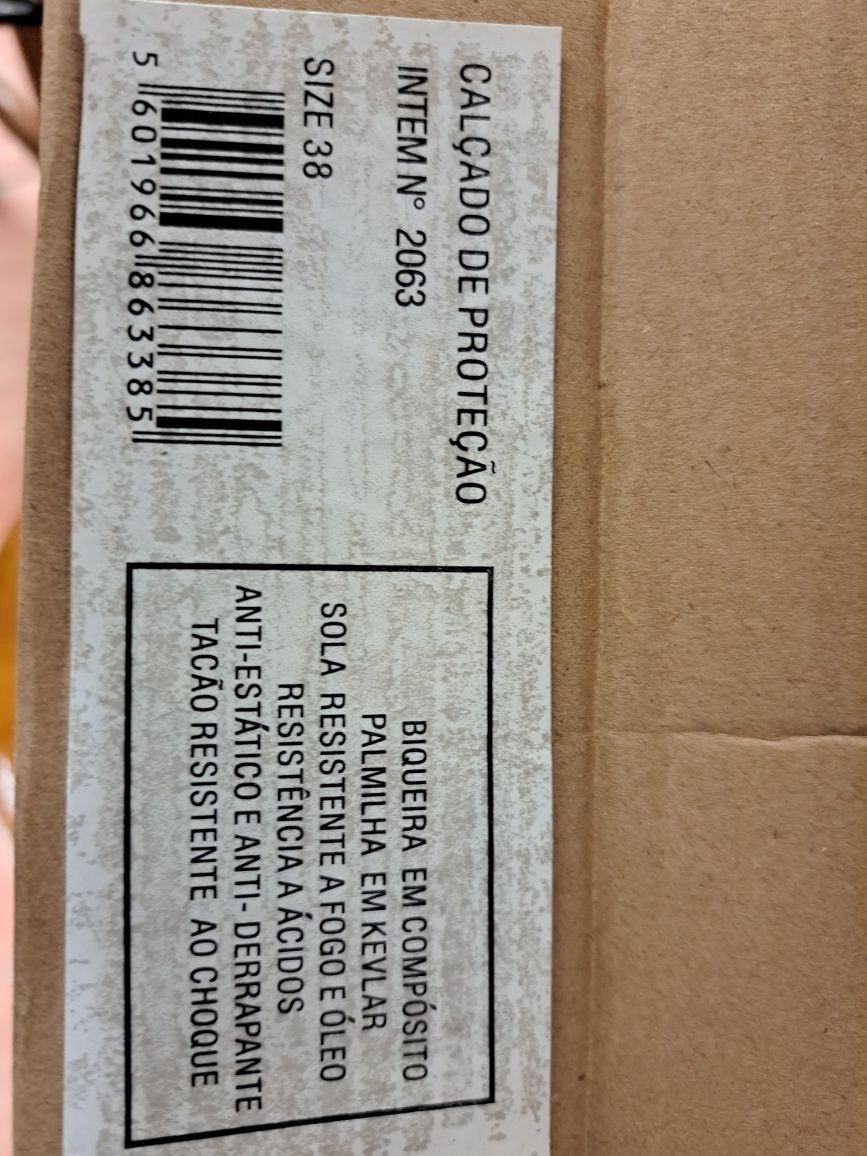 CALÇADO DE PROTEÇÃO
INTEM Nº 2063
SIZE 38
5 601966 863385
BIQUEIRA EM COMPÓSITO
PALMILHA EM KEVLAR
SOLA RESISTENTE A FOGO E ÓLEO
RESISTÊNCIA A ÁCIDOS
ANTI-ESTÁTICO E ANTI- DERRAPANTE
TACÃO RESISTENTE AO CHOQUE